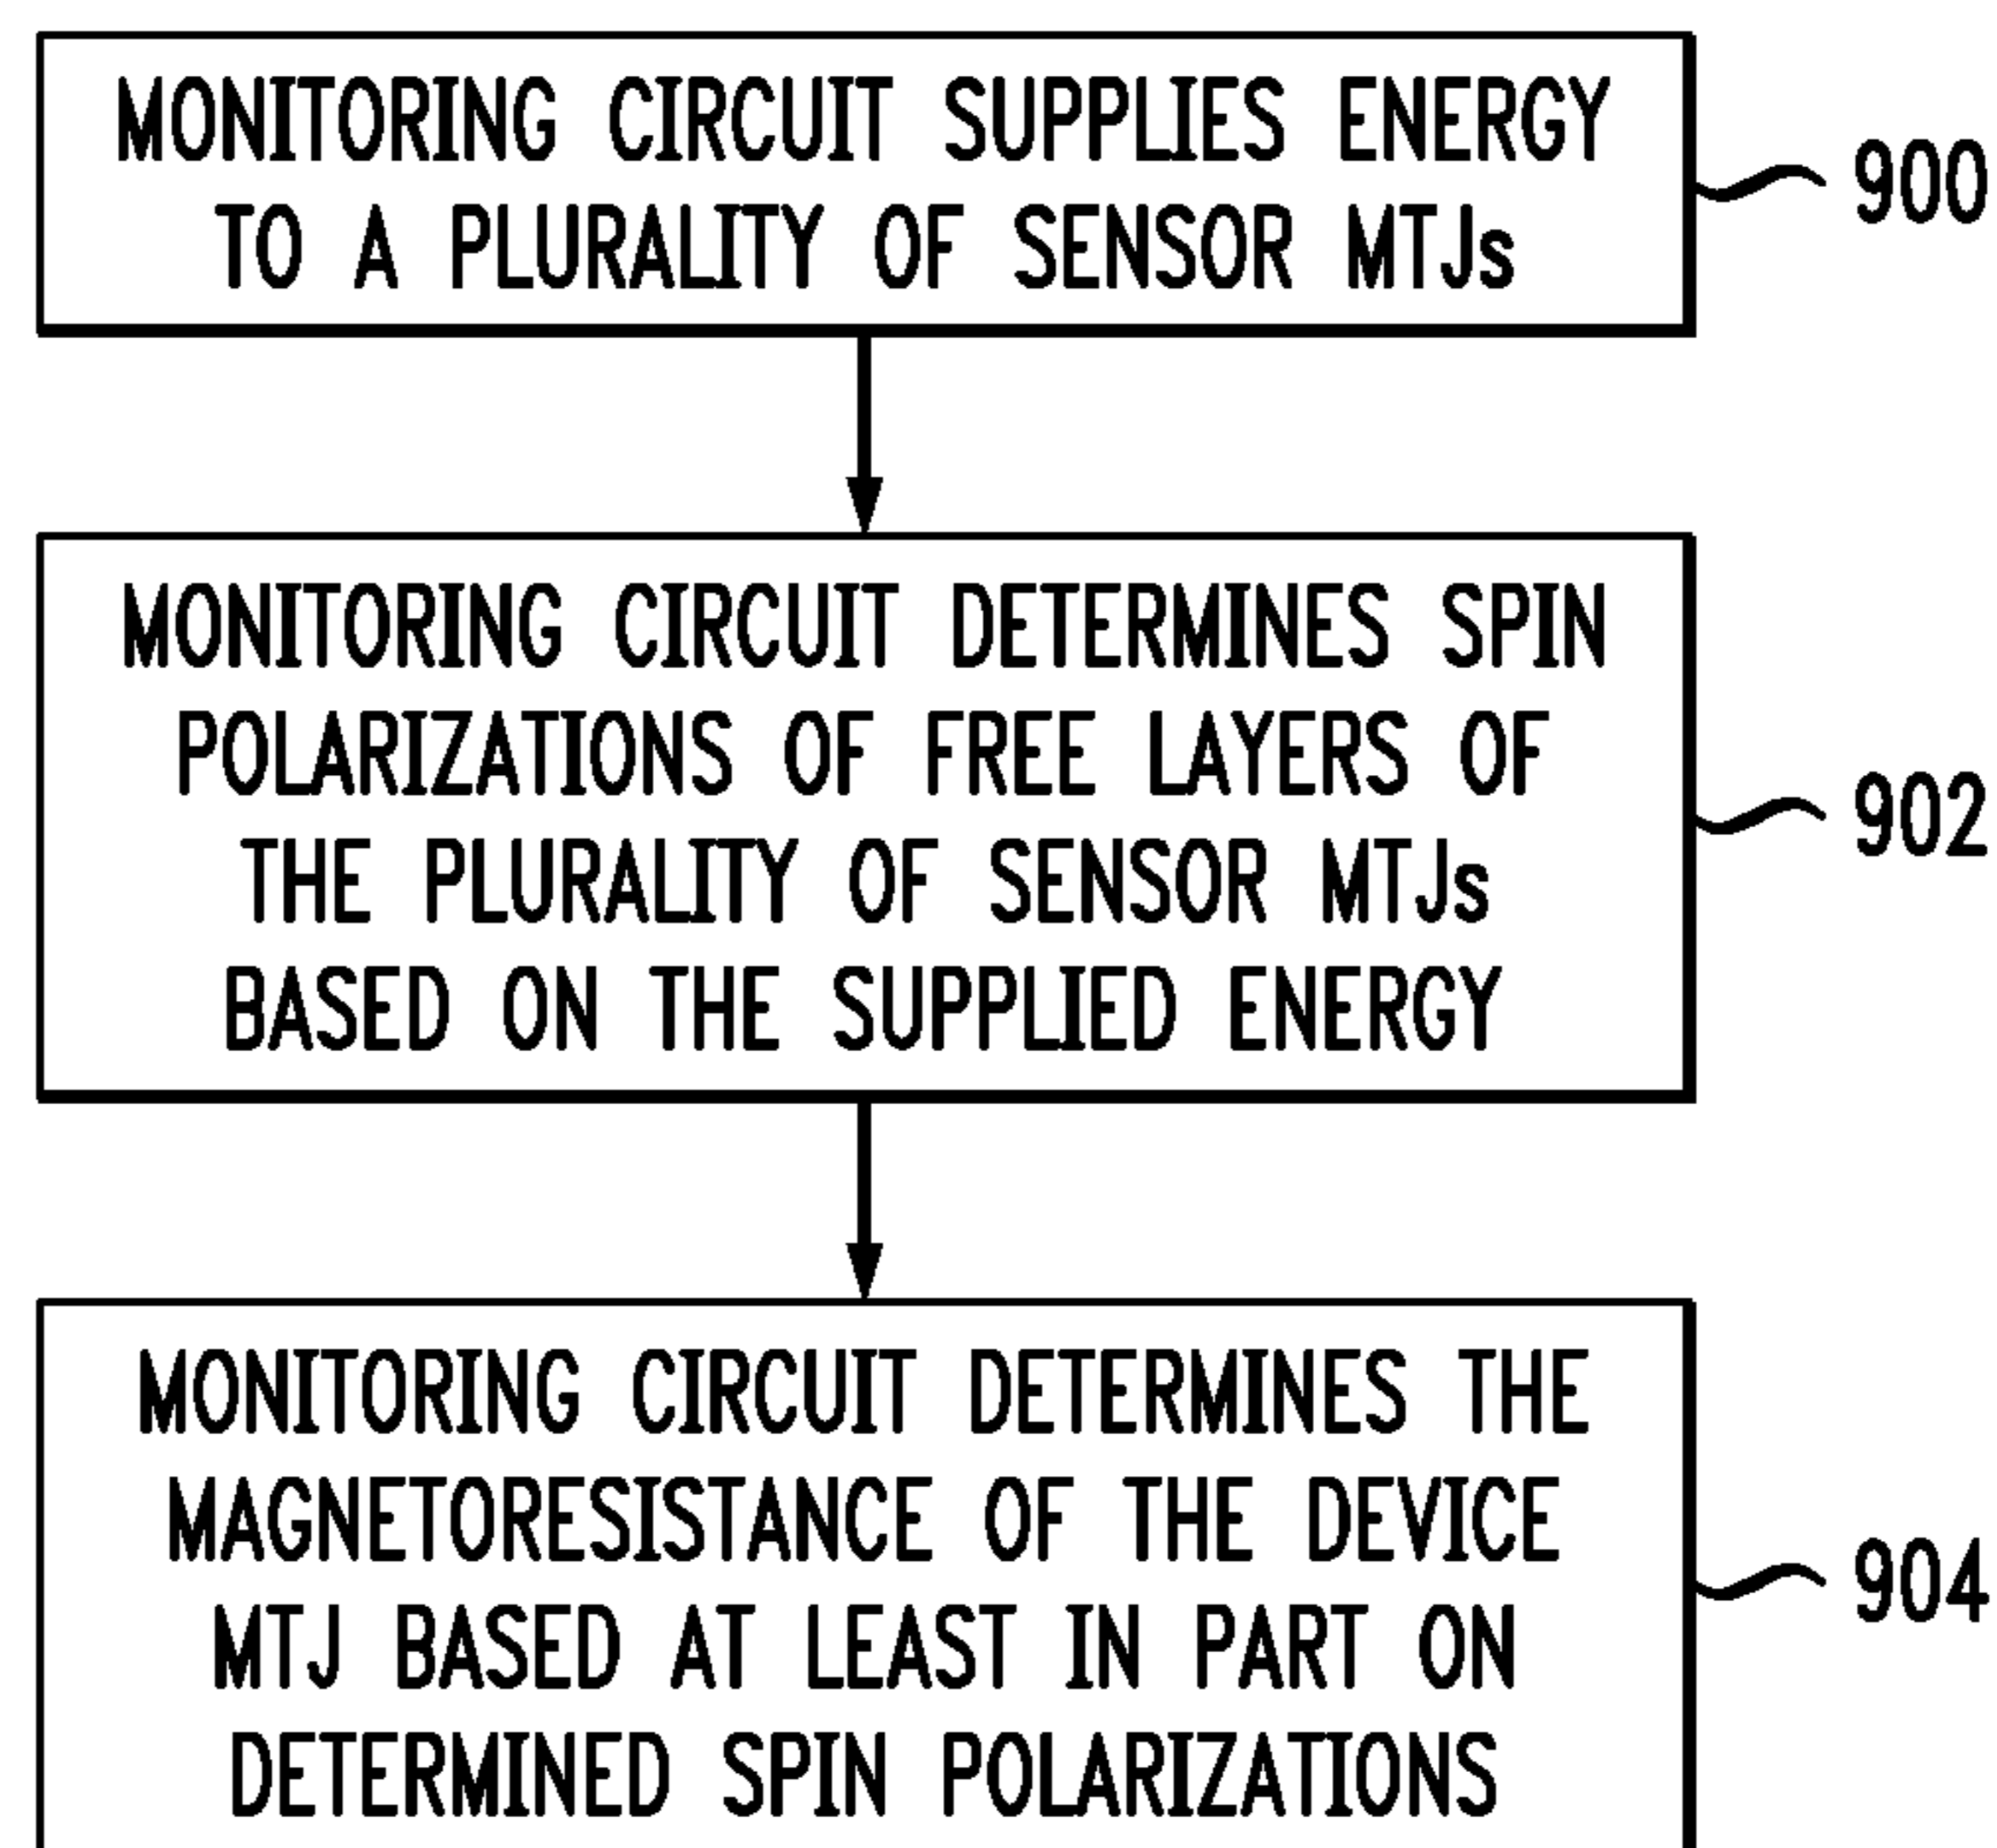 MONITORING CIRCUIT SUPPLIES ENERGY
TO A PLURALITY OF SENSOR MTJs
900
MONITORING CIRCUIT DETERMINES SPIN
POLARIZATIONS OF FREE LAYERS OF
THE PLURALITY OF SENSOR MTJs
BASED ON THE SUPPLIED ENERGY
902
MONITORING CIRCUIT DETERMINES THE
MAGNETORESISTANCE OF THE DEVICE
MTJ BASED AT LEAST IN PART ON
DETERMINED SPIN POLARIZATIONS
904